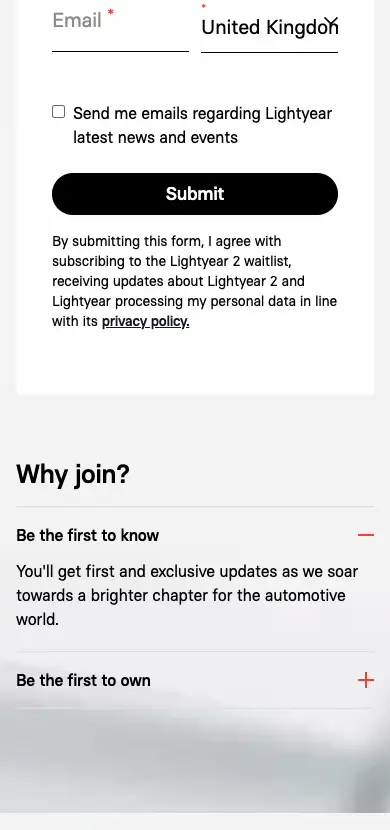 Email *
*
United Kingdom
Send me emails regarding Lightyear
latest news and events
Submit
By submitting this form, I agree with
subscribing to the Lightyear 2 waitlist,
receiving updates about Lightyear 2 and
Lightyear processing my personal data in line
with its privacy policy.
Why join?
Be the first to know
You'll get first and exclusive updates as we soar
towards a brighter chapter for the automotive
world.
Be the first to own